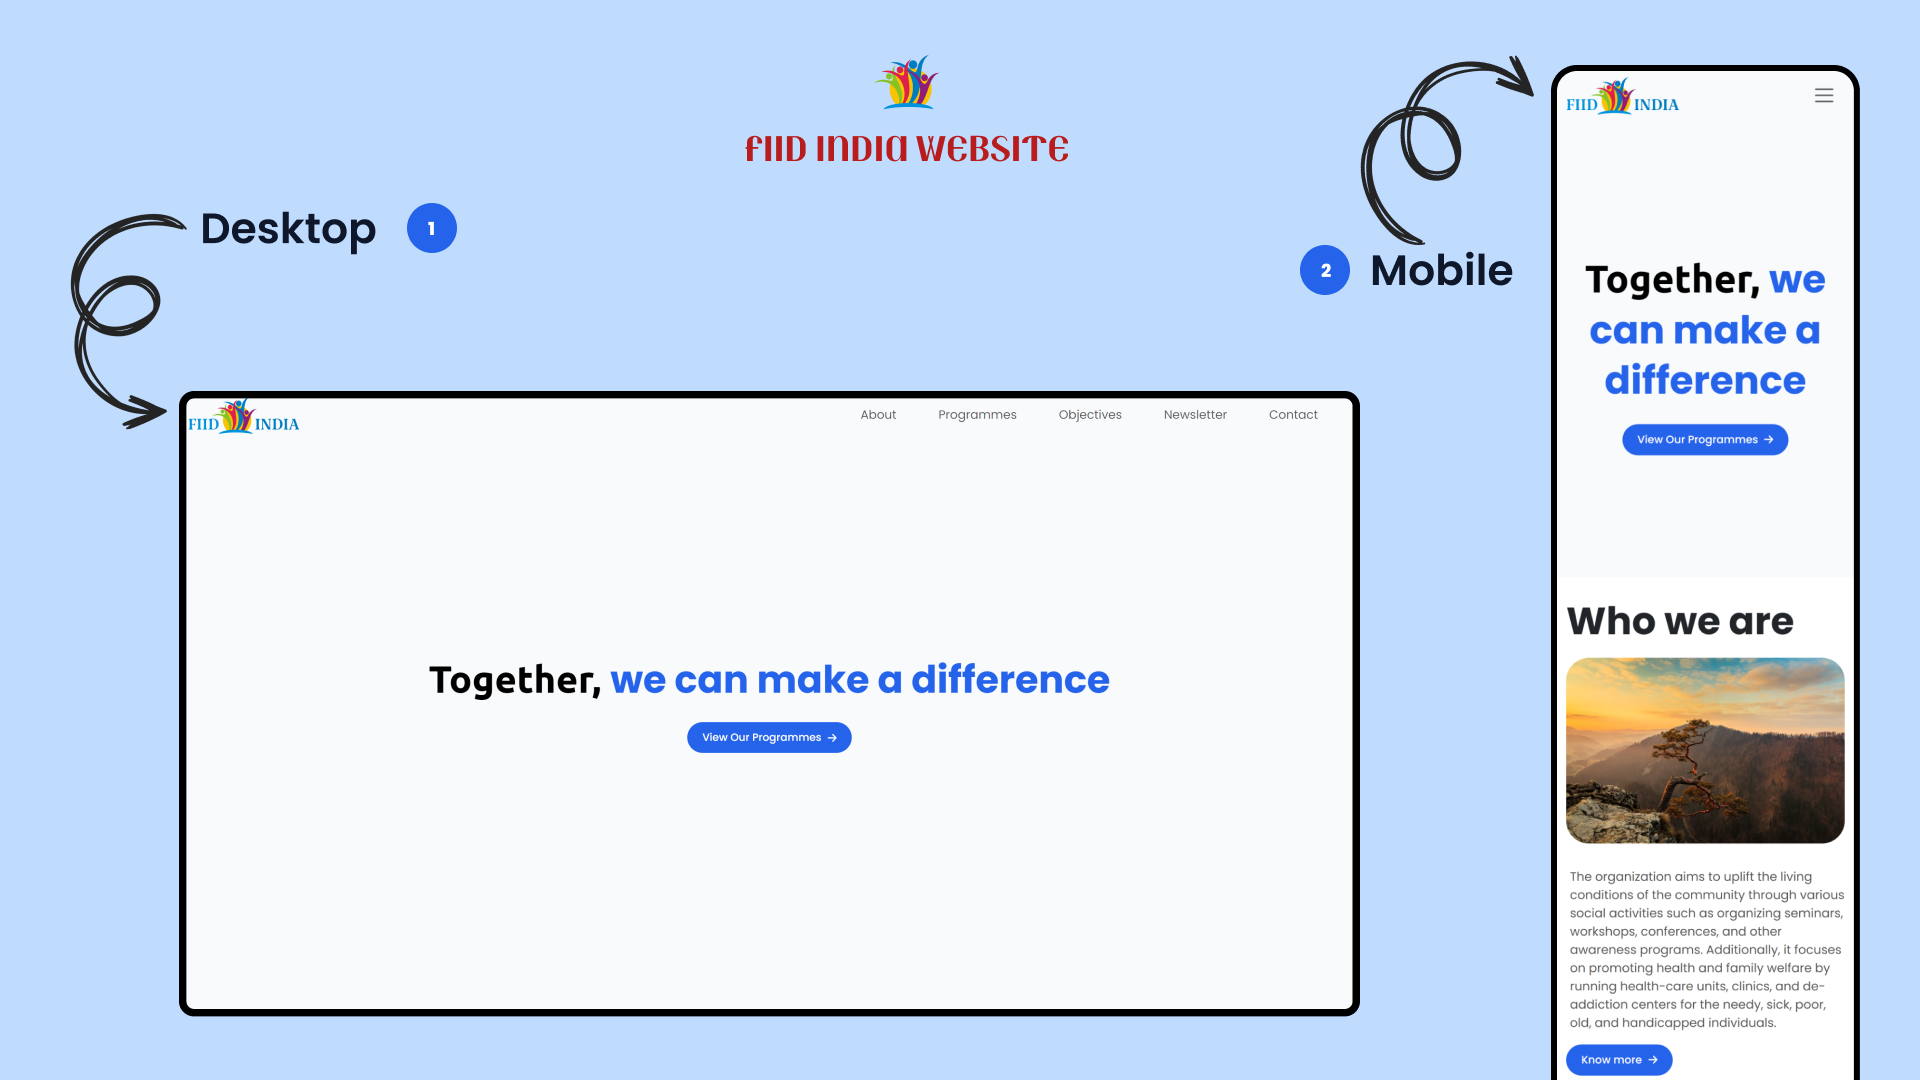 FIID INDIA WEBSITE
Desktop
1
2
Mobile
FIID INDIA
About
Programmes
Objectives
Newsletter
Contact
Together, we can make a difference
View Our Programmes →
FIID INDIA
Together, we
can make a
difference
View Our Programmes →
Who we are
The organization aims to uplift the living
conditions of the community through various
social activities such as organizing seminars,
workshops, conferences, and other
awareness programs. Additionally, it focuses
on promoting health and family welfare by
running health-care units, clinics, and de-
addiction centers for the needy, sick, poor,
old, and handicapped individuals.
Know more →